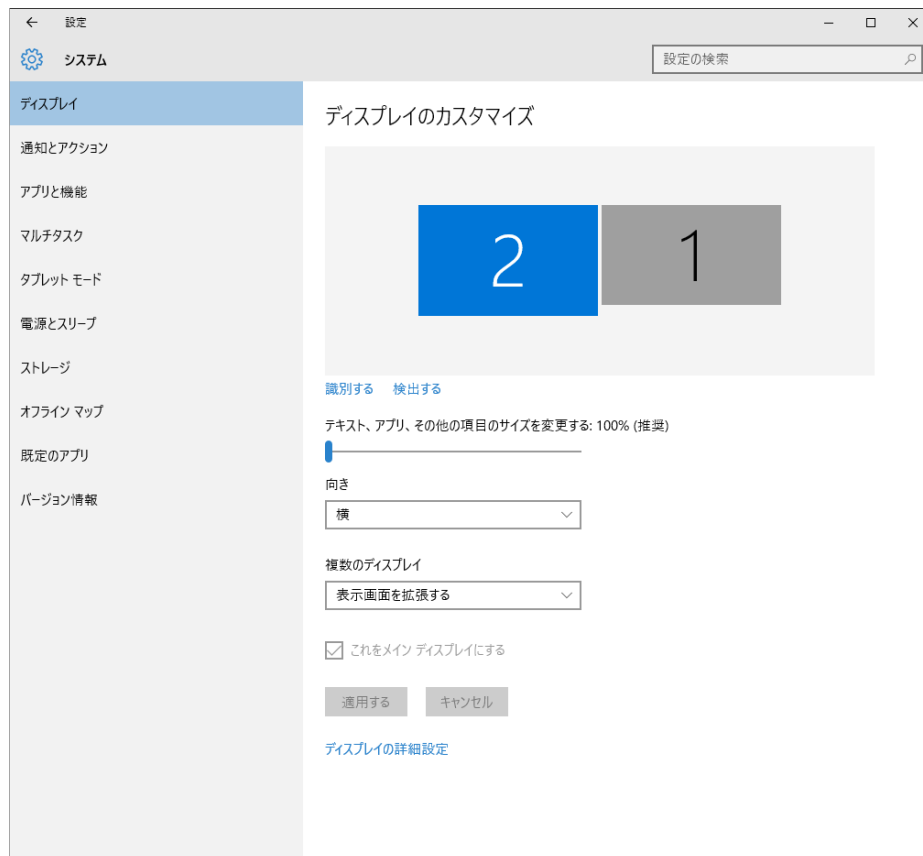 設定
システム
設定の検索
ディスプレイ
通知とアクション
アプリと機能
マルチタスク
タブレット モード
電源とスリープ
ストレージ
オフライン マップ
既定のアプリ
バージョン情報
ディスプレイのカスタマイズ
2 1
識別する 検出する
テキスト、アプリ、その他の項目のサイズを変更する: 100% (推奨)
向き
横
複数のディスプレイ
表示画面を拡張する
これをメイン ディスプレイにする
適用する キャンセル
ディスプレイの詳細設定